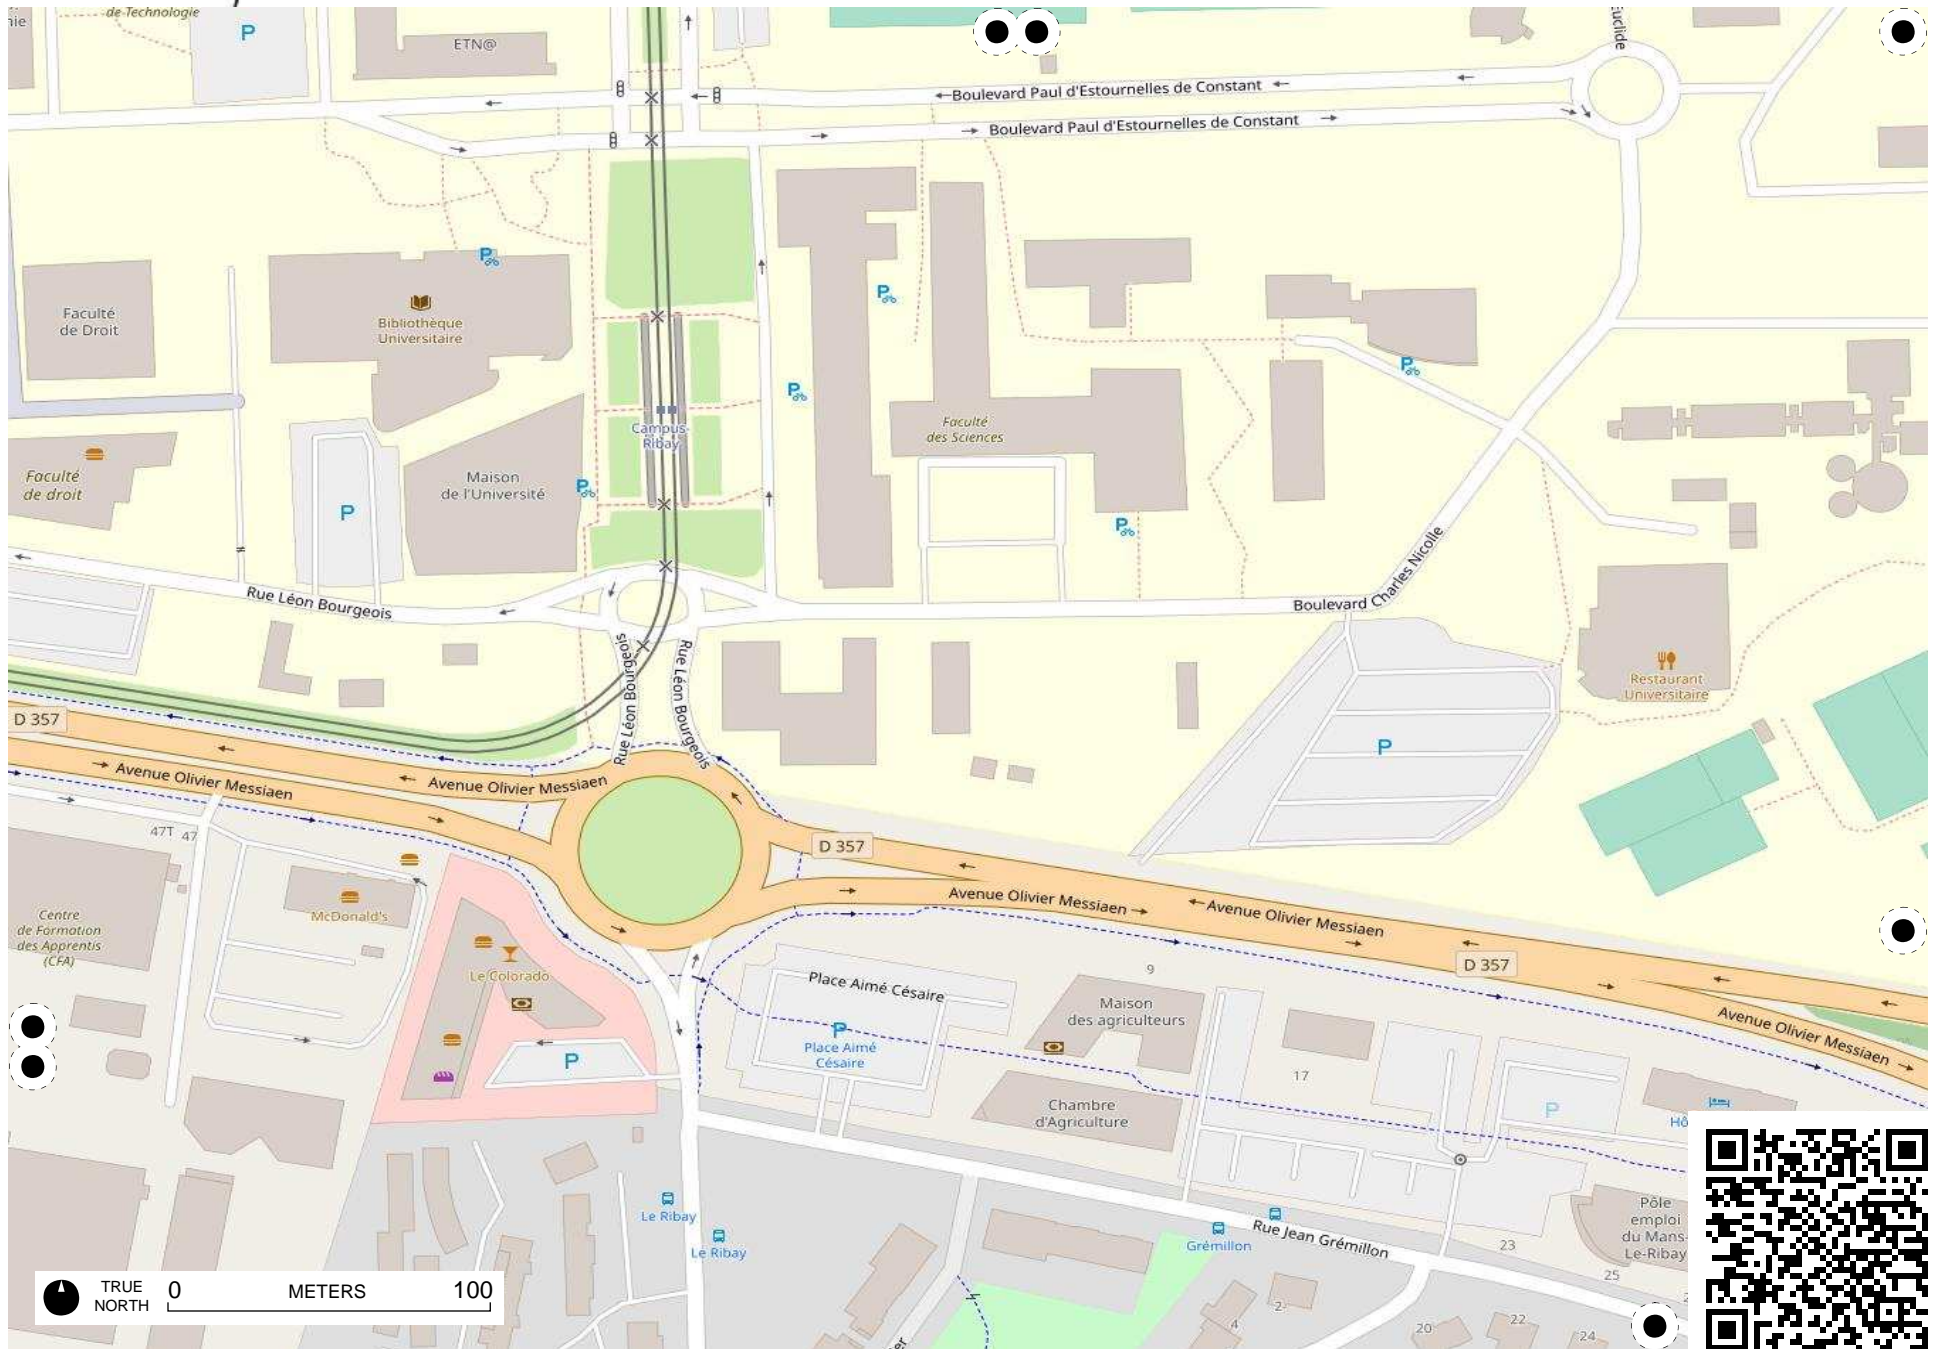 de Technologie
P
ETN@
Euclide
Boulevard Paul d'Estournelles de Constant
Boulevard Paul d'Estournelles de Constant
P
P
Faculté
de Droit
Bibliothèque
Universitaire
P
P
Campus-
Ribay
Faculté
des Sciences
Faculté
de droit
Maison
de l'Université
P
P
P
Boulevard Charles Nicolle
Rue Léon Bourgeois
Rue Léon Bourgeois
Rue Léon Bourgeois
Restaurant
Universitaire
D 357
P
Avenue Olivier Messiaen
Avenue Olivier Messiaen
47T
47
D 357
McDonald's
Avenue Olivier Messiaen
Avenue Olivier Messiaen
Centre
de Formation
des Apprentis
(CFA)
Le Colorado
D 357
9
Place Aimé Césaire
Maison
des agriculteurs
Avenue Olivier Messiaen
P
Place Aimé
Césaire
P
17
Chambre
d'Agriculture
P
Hô
Le Ribay
Le Ribay
Grémillon
Rue Jean Grémillon
Pôle
emploi
du Mans-
Le-Ribay
23
25
TRUE
NORTH
0
METERS
100
2
4
20
22
24